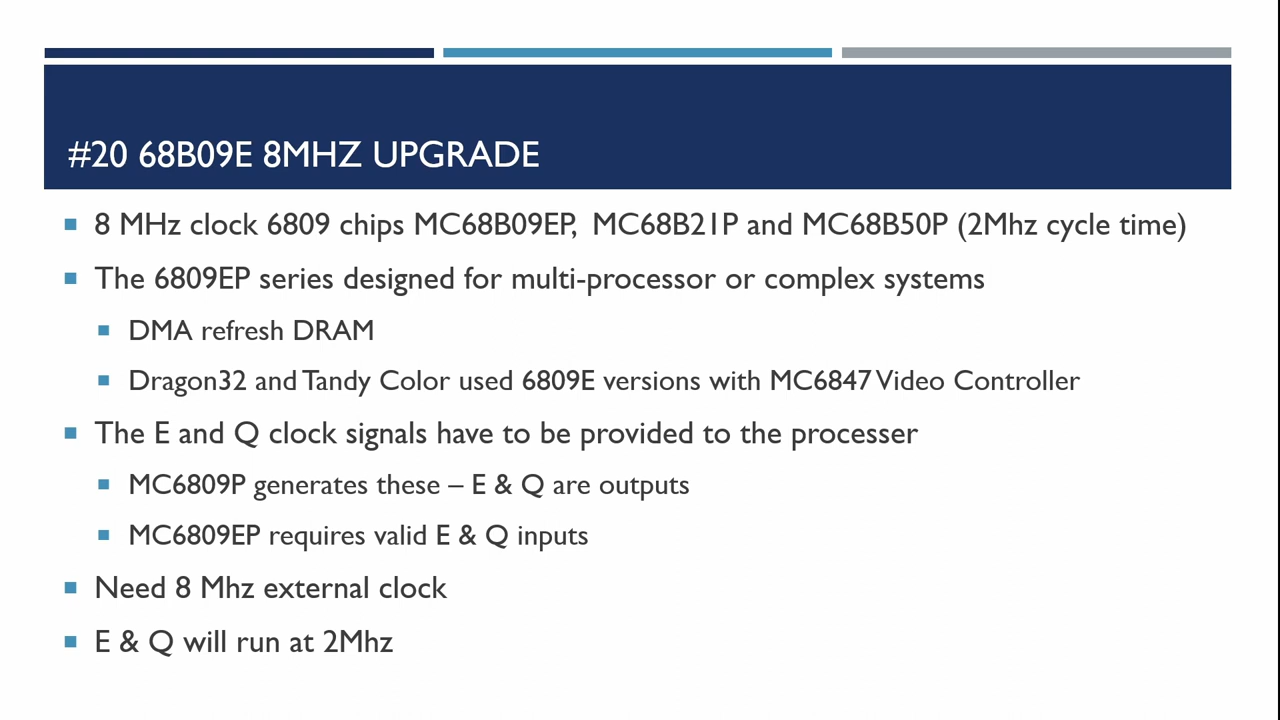 #20 68B09E 8MHZ UPGRADE
8 MHz clock 6809 chips MC68B09EP, MC68B21P and MC68B50P (2Mhz cycle time)
The 6809EP series designed for multi-processor or complex systems
DMA refresh DRAM
Dragon32 and Tandy Color used 6809E versions with MC6847 Video Controller
The E and Q clock signals have to be provided to the processer
MC6809P generates these – E & Q are outputs
MC6809EP requires valid E & Q inputs
Need 8 Mhz external clock
E & Q will run at 2Mhz